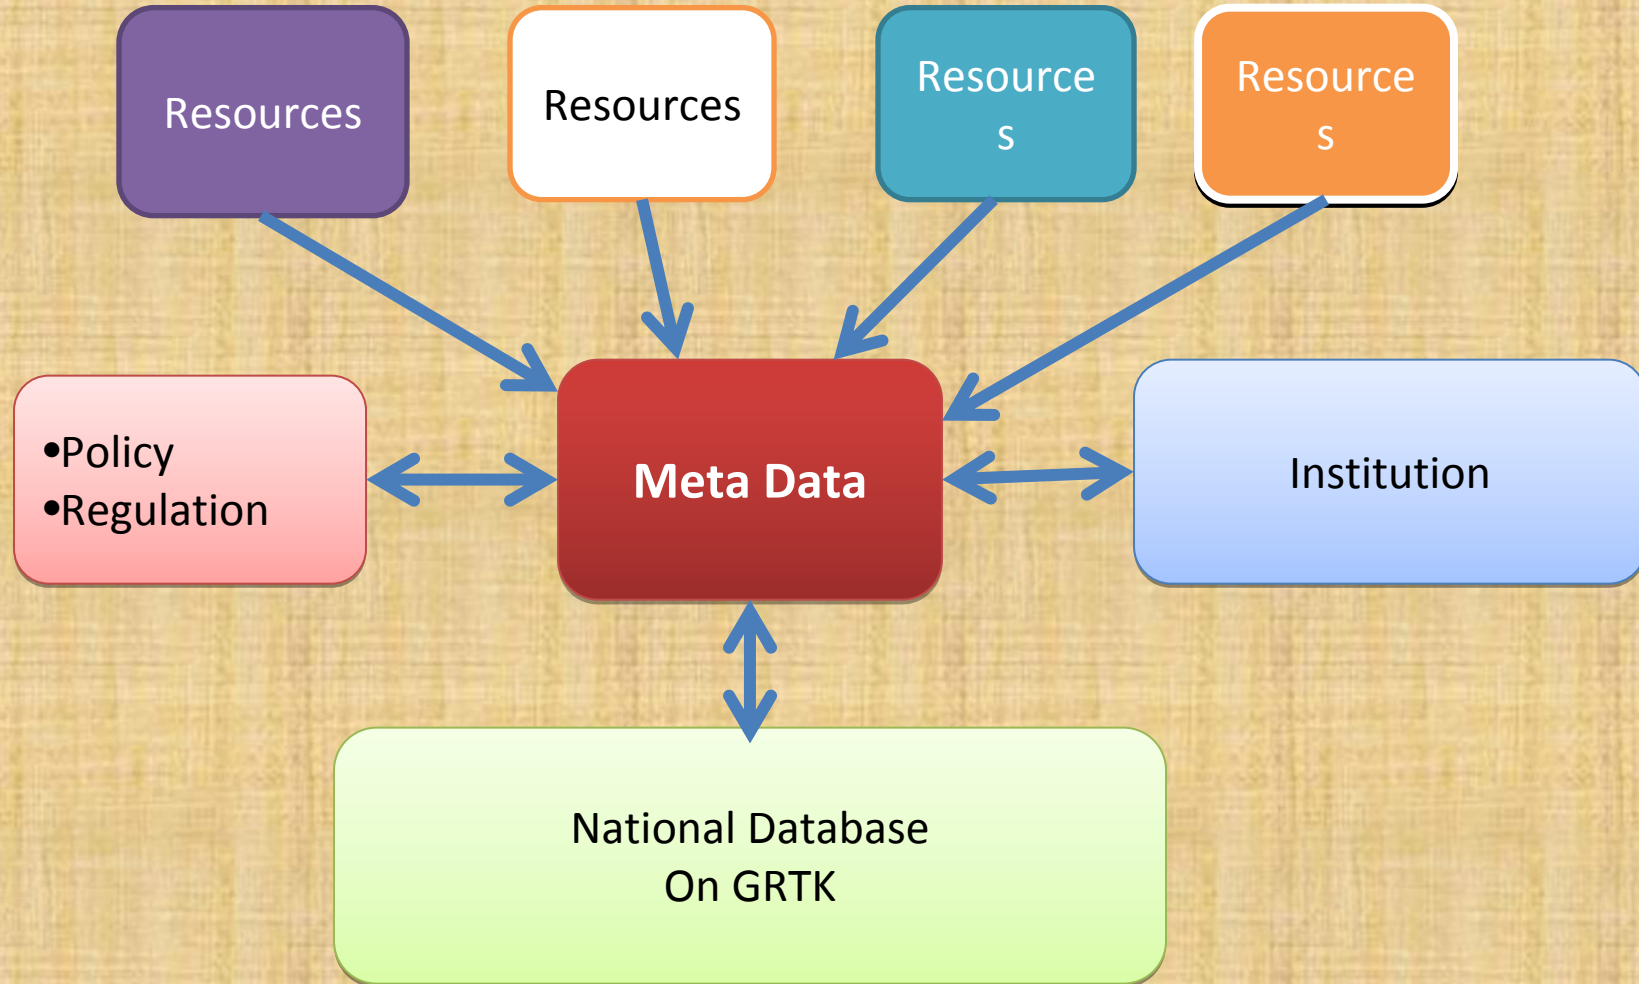 Resources
Resources
Resource
s
Resource
s
•Policy
•Regulation
Meta Data
Institution
National Database
On GRTK